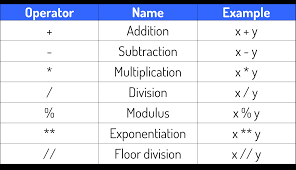 Operator Name Example
+ Addition x + y
- Subtraction x - y
* Multiplication x * y
/ Division x / y
% Modulus x % y
** Exponentiation x ** y
// Floor division x // y